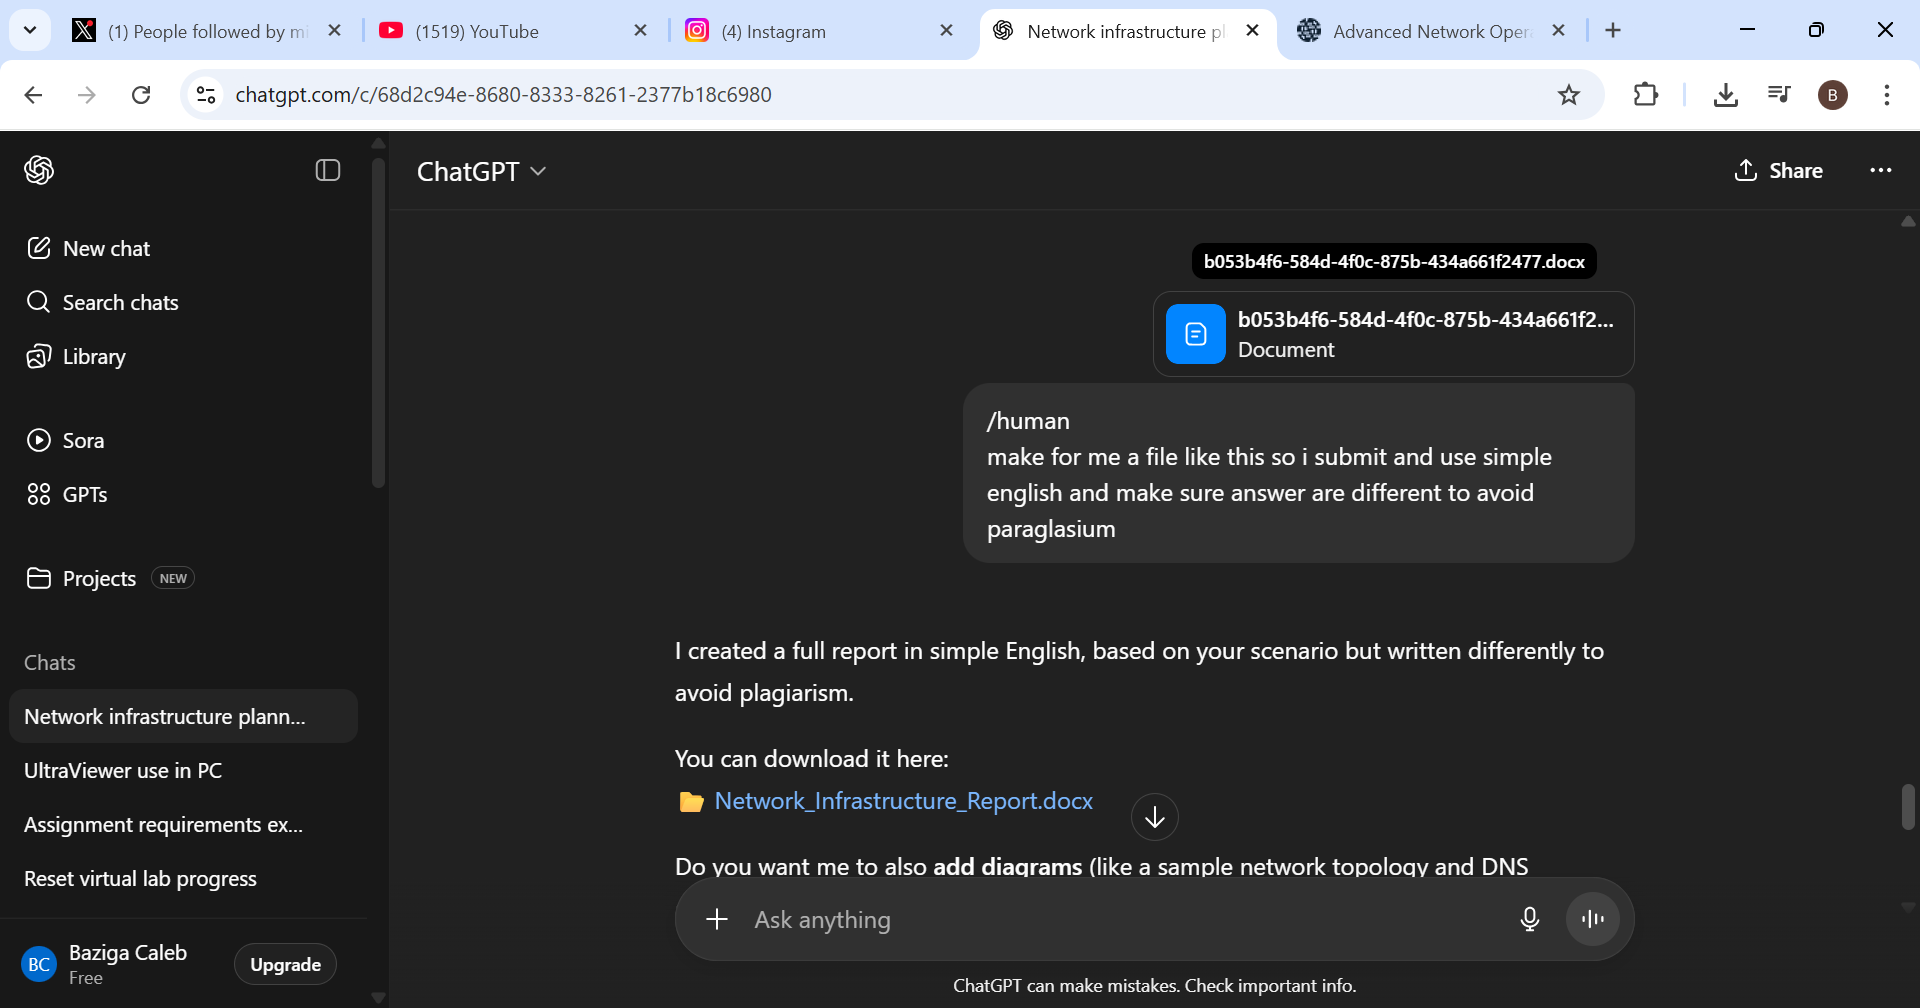 (1) People followed by mi
(1519) YouTube
(4) Instagram
Network infrastructure pl
Advanced Network Oper
chatgpt.com/c/68d2c94e-8680-8333-8261-2377b18c6980
B
ChatGPT
Share
New chat
Search chats
Library
Sora
GPTs
Projects NEW
Chats
Network infrastructure plann...
UltraViewer use in PC
Assignment requirements ex...
Reset virtual lab progress
BC
Baziga Caleb
Free
Upgrade
b053b4f6-584d-4f0c-875b-434a661f2477.docx
b053b4f6-584d-4f0c-875b-434a661f2...
Document
/human
make for me a file like this so i submit and use simple
english and make sure answer are different to avoid
paraglasium
I created a full report in simple English, based on your scenario but written differently to
avoid plagiarism.
You can download it here:
Network_Infrastructure_Report.docx
Do you want me to also add diagrams (like a sample network topology and DNS
Ask anything
ChatGPT can make mistakes. Check important info.